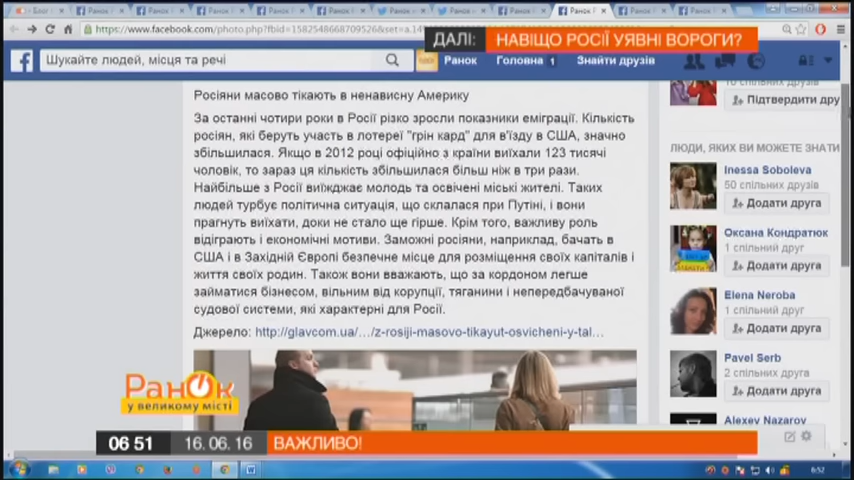 https://www.facebook.com/photo.php?fbid=1582548668709526&set=a.14
ДАЛІ: НАВІЩО РОСІЇ УЯВНІ ВОРОГИ?
Шукайте людей, місця та речі
Ранок
Головна 1
Знайти друзів
Росіяни масово тікають в ненависну Америку
За останні чотири роки в Росії різко зросли показники еміграції. Кількість
росіян, які беруть участь в лотереї "грін кард" для в'їзду в США, значно
збільшилася. Якщо в 2012 році офіційно з країни виїхали 123 тисячі
чоловік, то зараз ця кількість збільшилася більш ніж в три рази.
Найбільше з Росії виїжджає молодь та освічені міські жителі. Таких
людей турбує політична ситуація, що склалася при Путіні, і вони
прагнуть виїхати, доки не стало ще гірше. Крім того, важливу роль
відіграють і економічні мотиви. Заможні росіяни, наприклад, бачать в
США і в Західній Європі безпечне місце для розміщення своїх капіталів і
життя своїх родин. Також вони вважають, що за кордоном легше
займатися бізнесом, вільним від корупції, тяганини і непередбачуваної
судової системи, які характерні для Росії.
Джерело: http://glavcom.ua/…/z-rosiji-masovo-tikayut-osvicheni-y-tal…
10 спільних друзів
Підтвердити дру
ЛЮДИ, ЯКИХ ВИ МОЖЕТЕ ЗНАТИ
Inessa Soboleva
50 спільних друзів
Додати друга
Оксана Кондратюк
1 спільний друг
Додати друга
Elena Neroba
1 спільний друг
Додати друга
Pavel Serb
2 спільних друга
Додати друга
Alexey Nazarov
РАНОК
у великому місті
06 51
16.06.16
ВАЖЛИВО!
6:52